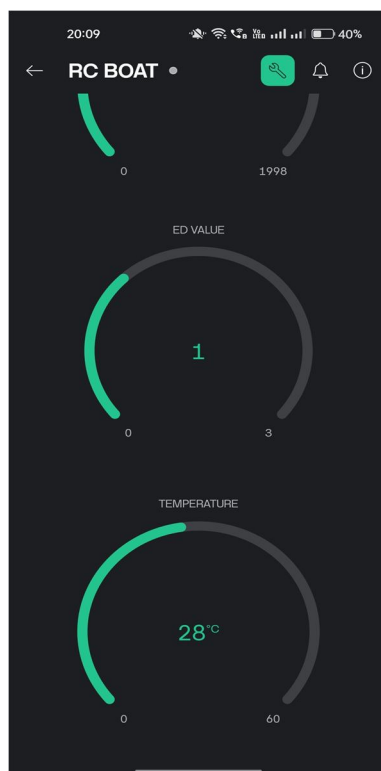 20:09 40%
RC BOAT
0 1998
ED VALUE
1
0 3
TEMPERATURE
28°C
0 60